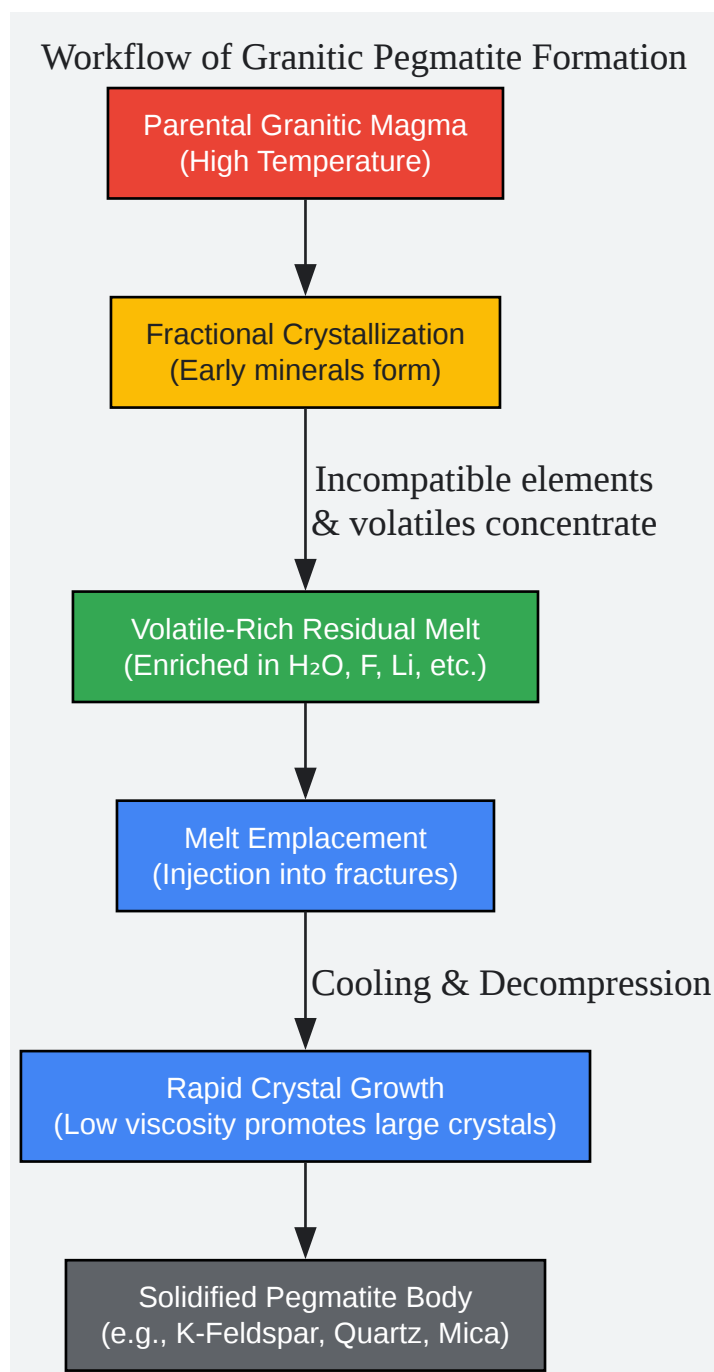 Workflow of Granitic Pegmatite Formation
Parental Granitic Magma
(High Temperature)
Fractional Crystallization
(Early minerals form)
Incompatible elements
& volatiles concentrate
Volatile-Rich Residual Melt
(Enriched in H₂O, F, Li, etc.)
Melt Emplacement
(Injection into fractures)
Cooling & Decompression
Rapid Crystal Growth
(Low viscosity promotes large crystals)
Solidified Pegmatite Body
(e.g., K-Feldspar, Quartz, Mica)